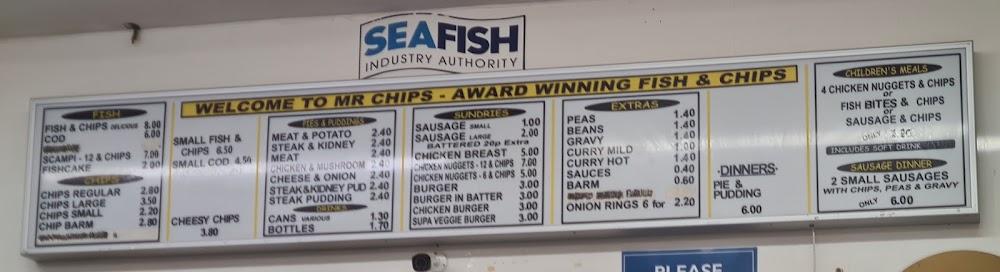 SEAFISH
INDUSTRY AUTHORITY
WELCOME TO MR CHIPS - AWARD WINNING FISH & CHIPS
FISH
FISH & CHIPS DELICIOUS 8.00
COD 6.00
SCAMPI - 12 & CHIPS 7.00
FISHCAKE 2.00
CHIPS
CHIPS REGULAR 2.80
CHIPS LARGE 3.50
CHIPS SMALL 2.20
CHIP BARM 2.80
SMALL FISH &
CHIPS 6.50
SMALL COD 4.50
CHEESY CHIPS
3.80
PIES & PUDDINGS
MEAT & POTATO 2.40
STEAK & KIDNEY 2.40
MEAT 2.40
CHICKEN & MUSHROOM 2.40
CHEESE & ONION 2.40
STEAK&KIDNEY PUD 2.40
STEAK PUDDING 2.40
DRINKS
CANS VARIOUS 1.30
BOTTLES 1.70
SUNDRIES
SAUSAGE SMALL 1.00
SAUSAGE LARGE 2.00
BATTERED 20p Extra
CHICKEN BREAST 5.00
CHICKEN NUGGETS - 12 & CHIPS 7.00
CHICKEN NUGGETS - 6 & CHIPS 5.00
BURGER 3.00
BURGER IN BATTER 3.00
CHICKEN BURGER 3.00
SUPA VEGGIE BURGER 3.00
EXTRAS
PEAS 1.40
BEANS 1.40
GRAVY 1.40
CURRY MILD 1.00
CURRY HOT 1.40
SAUCES 0.40
BARM 0.60
ONION RINGS 6 for 2.20
·DINNERS·
PIE &
PUDDING
6.00
CHILDREN'S MEALS
4 CHICKEN NUGGETS & CHIPS
or
FISH BITES & CHIPS
or
SAUSAGE & CHIPS
ONLY
INCLUDES SOFT DRINK
SAUSAGE DINNER
2 SMALL SAUSAGES
WITH CHIPS, PEAS & GRAVY
ONLY 6.00
PLEASE